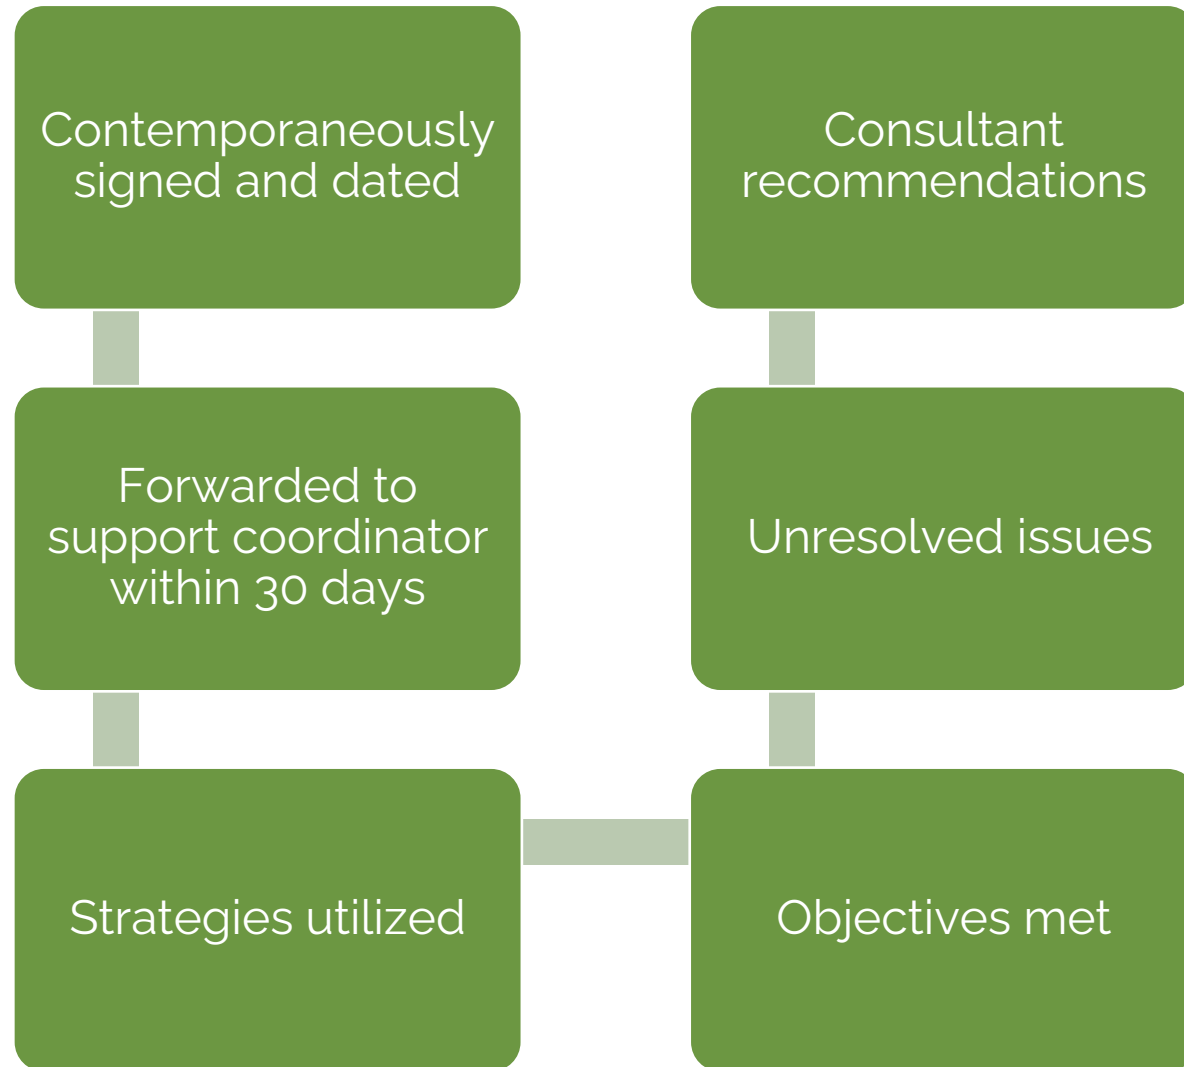 Contemporaneously
signed and dated
Forwarded to
support coordinator
within 30 days
Strategies utilized
Objectives met
Unresolved issues
Consultant
recommendations